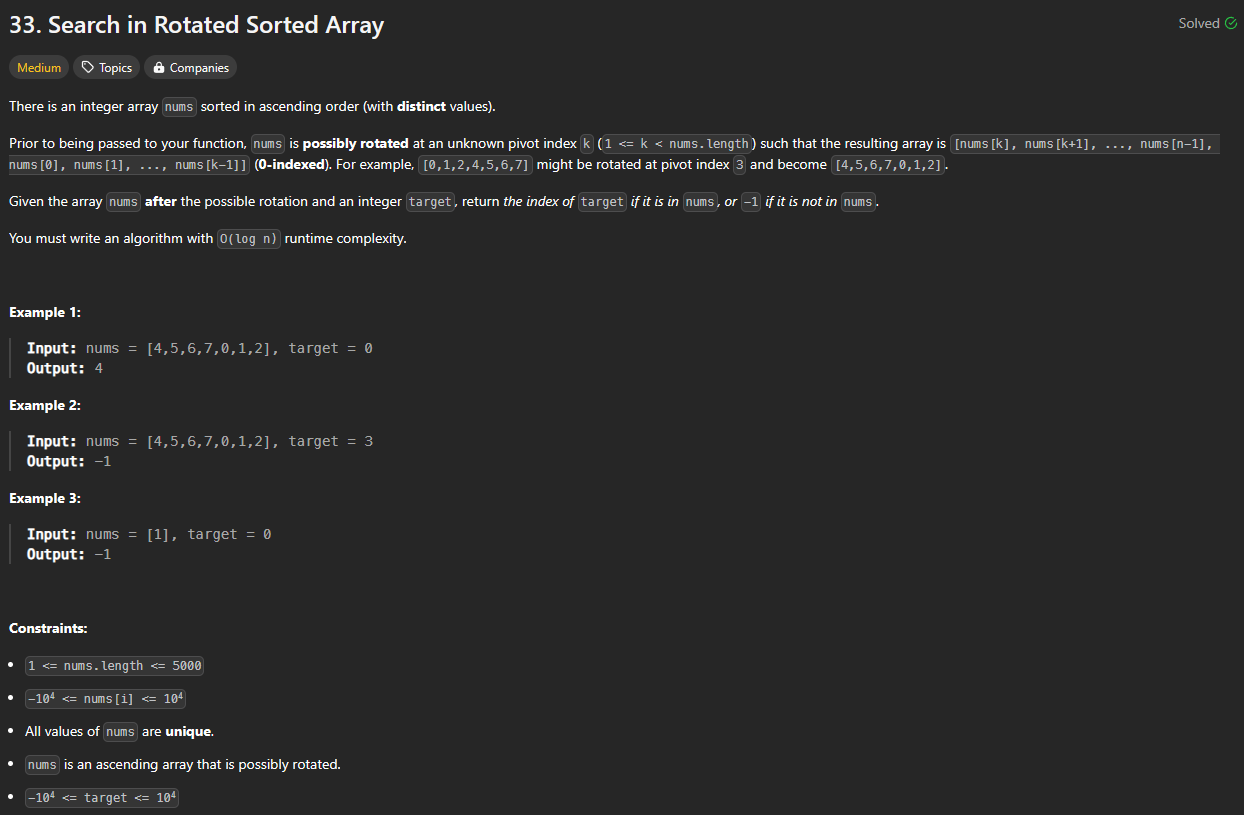 33. Search in Rotated Sorted Array
Solved
Medium Topics Companies
There is an integer array nums sorted in ascending order (with distinct values).
Prior to being passed to your function, nums is possibly rotated at an unknown pivot index k (1 <= k < nums.length) such that the resulting array is [nums[k], nums[k+1], ..., nums[n-1],
nums[0], nums[1], ..., nums[k-1]] (0-indexed). For example, [0,1,2,4,5,6,7] might be rotated at pivot index 3 and become [4,5,6,7,0,1,2].
Given the array nums after the possible rotation and an integer target, return the index of target if it is in nums, or -1 if it is not in nums.
You must write an algorithm with O(log n) runtime complexity.
Example 1:
Input: nums = [4,5,6,7,0,1,2], target = 0
Output: 4
Example 2:
Input: nums = [4,5,6,7,0,1,2], target = 3
Output: -1
Example 3:
Input: nums = [1], target = 0
Output: -1
Constraints:
• 1 <= nums.length <= 5000
• -10⁴ <= nums[i] <= 10⁴
• All values of nums are unique.
• nums is an ascending array that is possibly rotated.
• -10⁴ <= target <= 10⁴